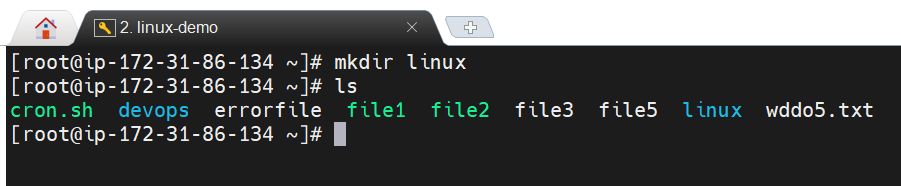 2. linux-demo
[root@ip-172-31-86-134 ~]# mkdir linux
[root@ip-172-31-86-134 ~]# ls
cron.sh devops errorfile file1 file2 file3 file5 linux wddo5.txt
[root@ip-172-31-86-134 ~]#